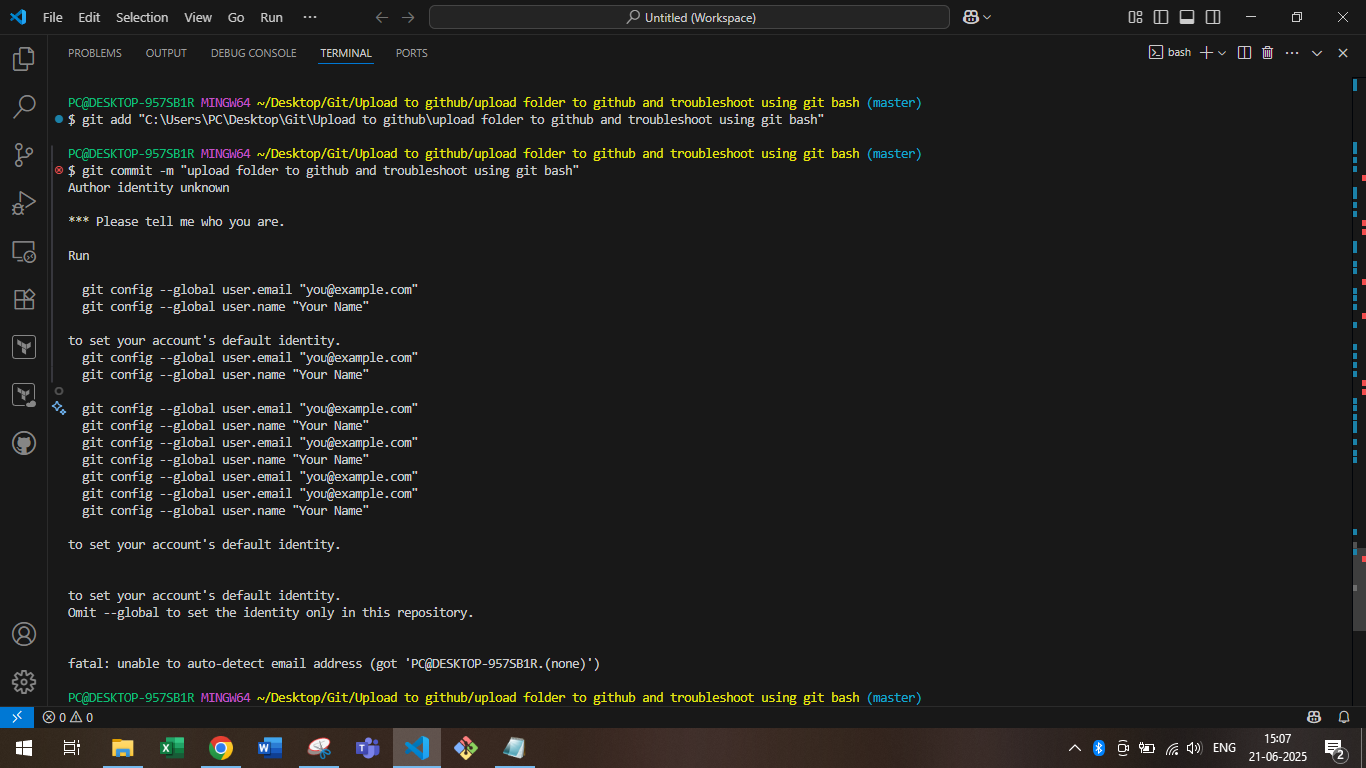 File Edit Selection View Go Run ··· Untitled (Workspace)
PROBLEMS OUTPUT DEBUG CONSOLE TERMINAL PORTS bash
PC@DESKTOP-957SB1R MINGW64 ~/Desktop/Git/Upload to github/upload folder to github and troubleshoot using git bash (master)
$ git add "C:\Users\PC\Desktop\Git\Upload to github\upload folder to github and troubleshoot using git bash"
PC@DESKTOP-957SB1R MINGW64 ~/Desktop/Git/Upload to github/upload folder to github and troubleshoot using git bash (master)
$ git commit -m "upload folder to github and troubleshoot using git bash"
Author identity unknown
*** Please tell me who you are.
Run
git config --global user.email "you@example.com"
git config --global user.name "Your Name"
to set your account's default identity.
git config --global user.email "you@example.com"
git config --global user.name "Your Name"
git config --global user.email "you@example.com"
git config --global user.name "Your Name"
git config --global user.email "you@example.com"
git config --global user.name "Your Name"
git config --global user.email "you@example.com"
git config --global user.email "you@example.com"
git config --global user.name "Your Name"
to set your account's default identity.
to set your account's default identity.
Omit --global to set the identity only in this repository.
fatal: unable to auto-detect email address (got 'PC@DESKTOP-957SB1R.(none)')
PC@DESKTOP-957SB1R MINGW64 ~/Desktop/Git/Upload to github/upload folder to github and troubleshoot using git bash (master)
0 0
ENG 15:07
21-06-2025
2